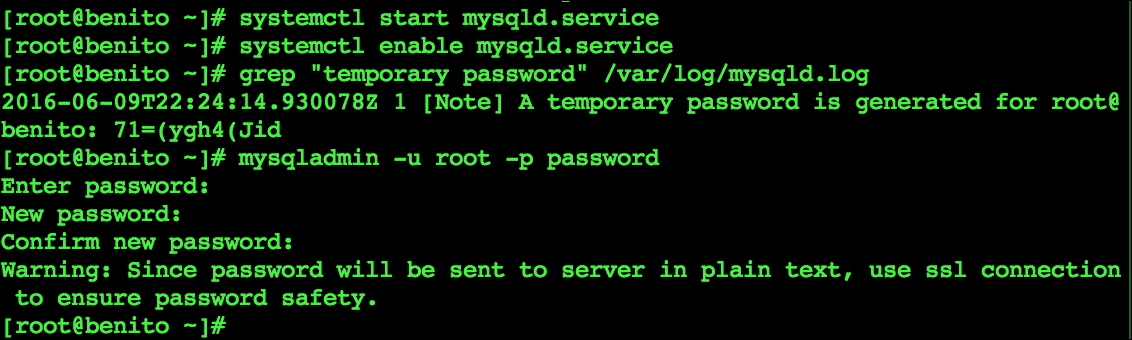 [root@benito ~]# systemctl start mysqld.service
[root@benito ~]# systemctl enable mysqld.service
[root@benito ~]# grep "temporary password" /var/log/mysqld.log
2016-06-09T22:24:14.930078Z 1 [Note] A temporary password is generated for root@
benito: 71=(ygh4(Jid
[root@benito ~]# mysqladmin -u root -p password
Enter password:
New password:
Confirm new password:
Warning: Since password will be sent to server in plain text, use ssl connection
 to ensure password safety.
[root@benito ~]#